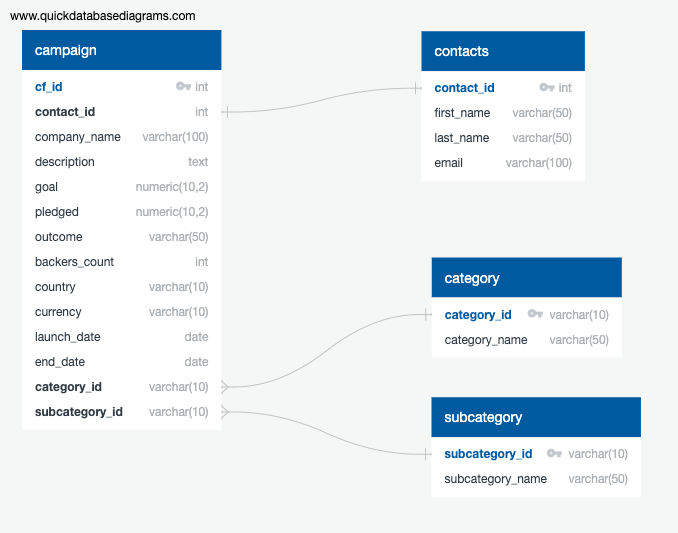 www.quickdatabasediagrams.com
campaign
cf_id int
contact_id int
company_name varchar(100)
description text
goal numeric(10,2)
pledged numeric(10,2)
outcome varchar(50)
backers_count int
country varchar(10)
currency varchar(10)
launch_date date
end_date date
category_id varchar(10)
subcategory_id varchar(10)
contacts
contact_id int
first_name varchar(50)
last_name varchar(50)
email varchar(100)
category
category_id varchar(10)
category_name varchar(50)
subcategory
subcategory_id varchar(10)
subcategory_name varchar(50)